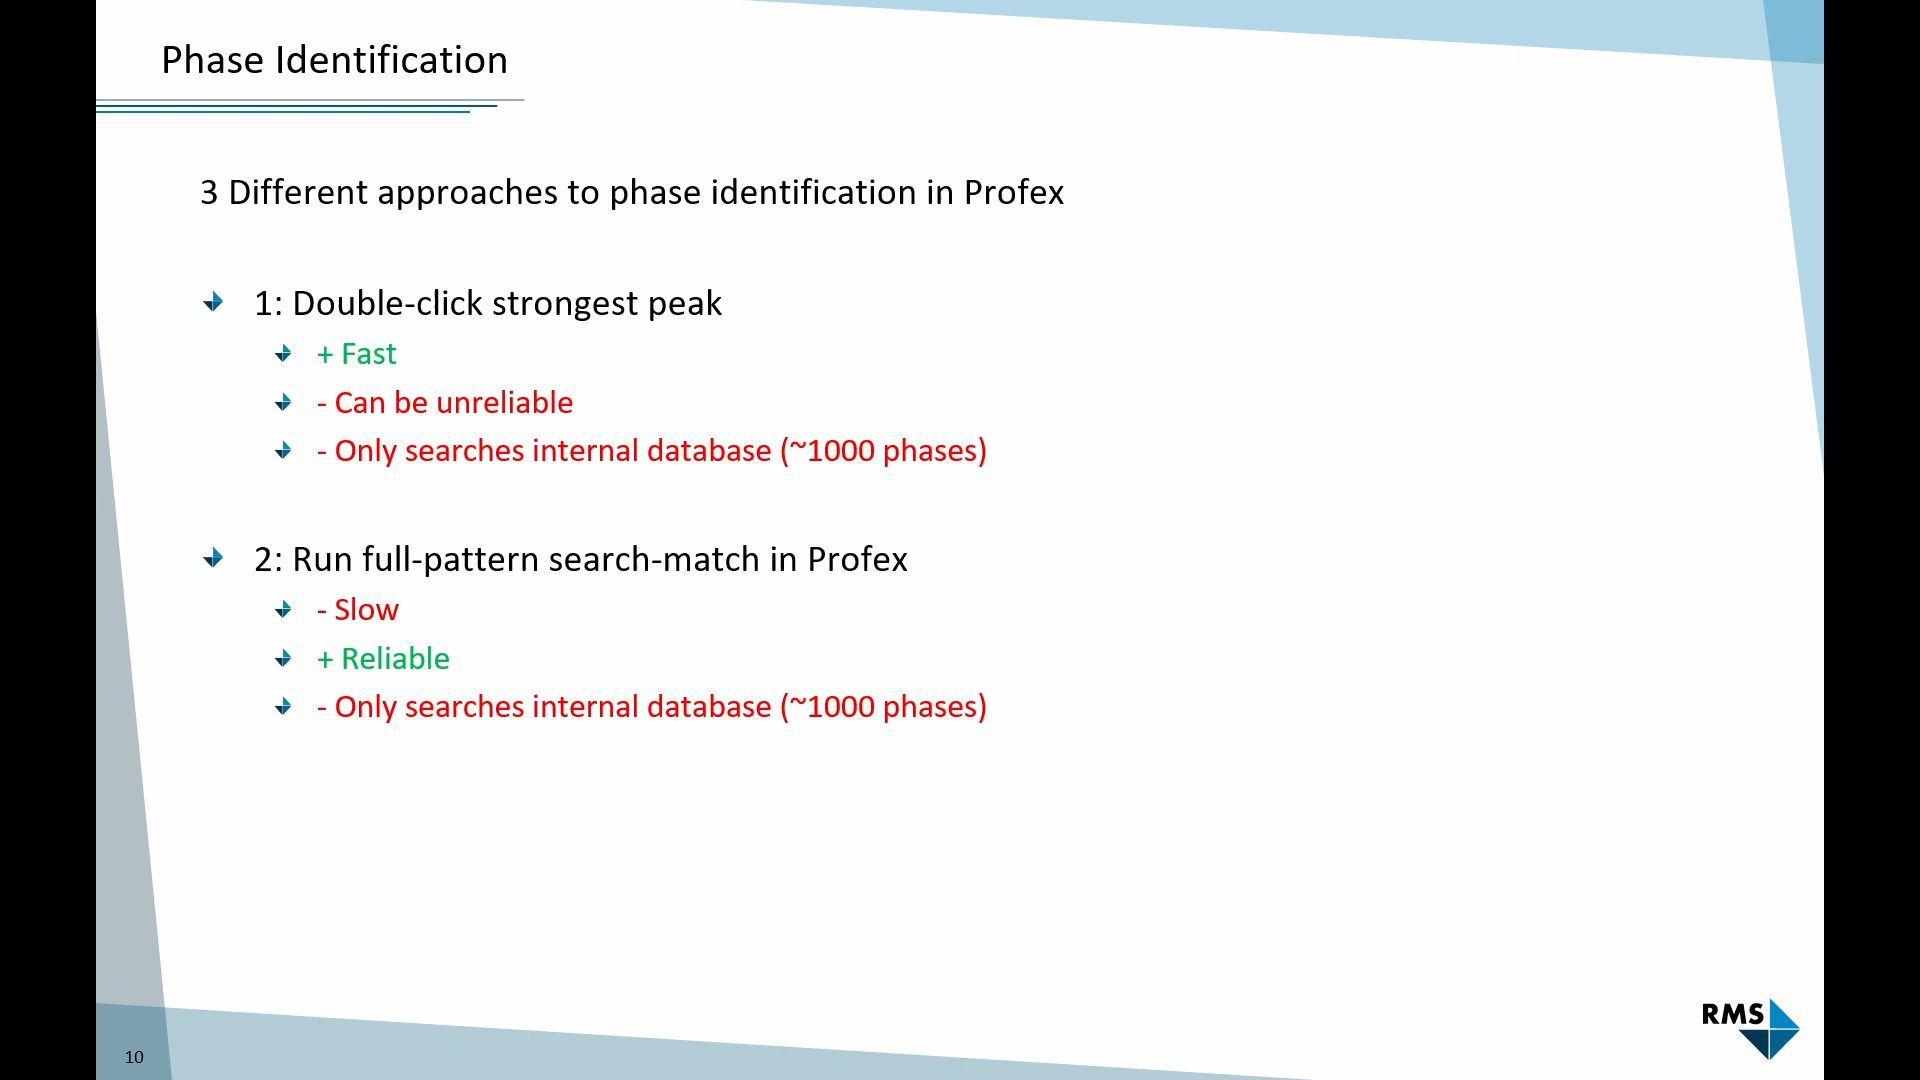 Phase Identification
3 Different approaches to phase identification in Profex
1: Double-click strongest peak
+ Fast
- Can be unreliable
- Only searches internal database (~1000 phases)
2: Run full-pattern search-match in Profex
- Slow
+ Reliable
- Only searches internal database (~1000 phases)
RMS
10